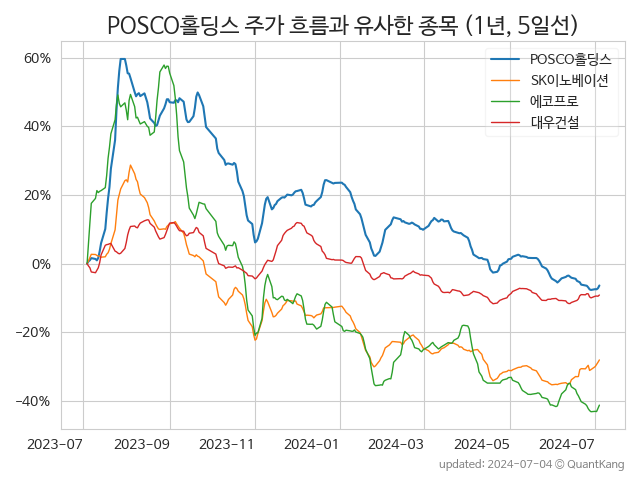 POSCO홀딩스 주가 흐름과 유사한 종목 (1년, 5일선)
POSCO홀딩스
SK이노베이션
에코프로
대우건설
60%
40%
20%
0%
−20%
−40%
2023-07
2023-09
2023-11
2024-01
2024-03
2024-05
2024-07
updated: 2024-07-04 © QuantKang